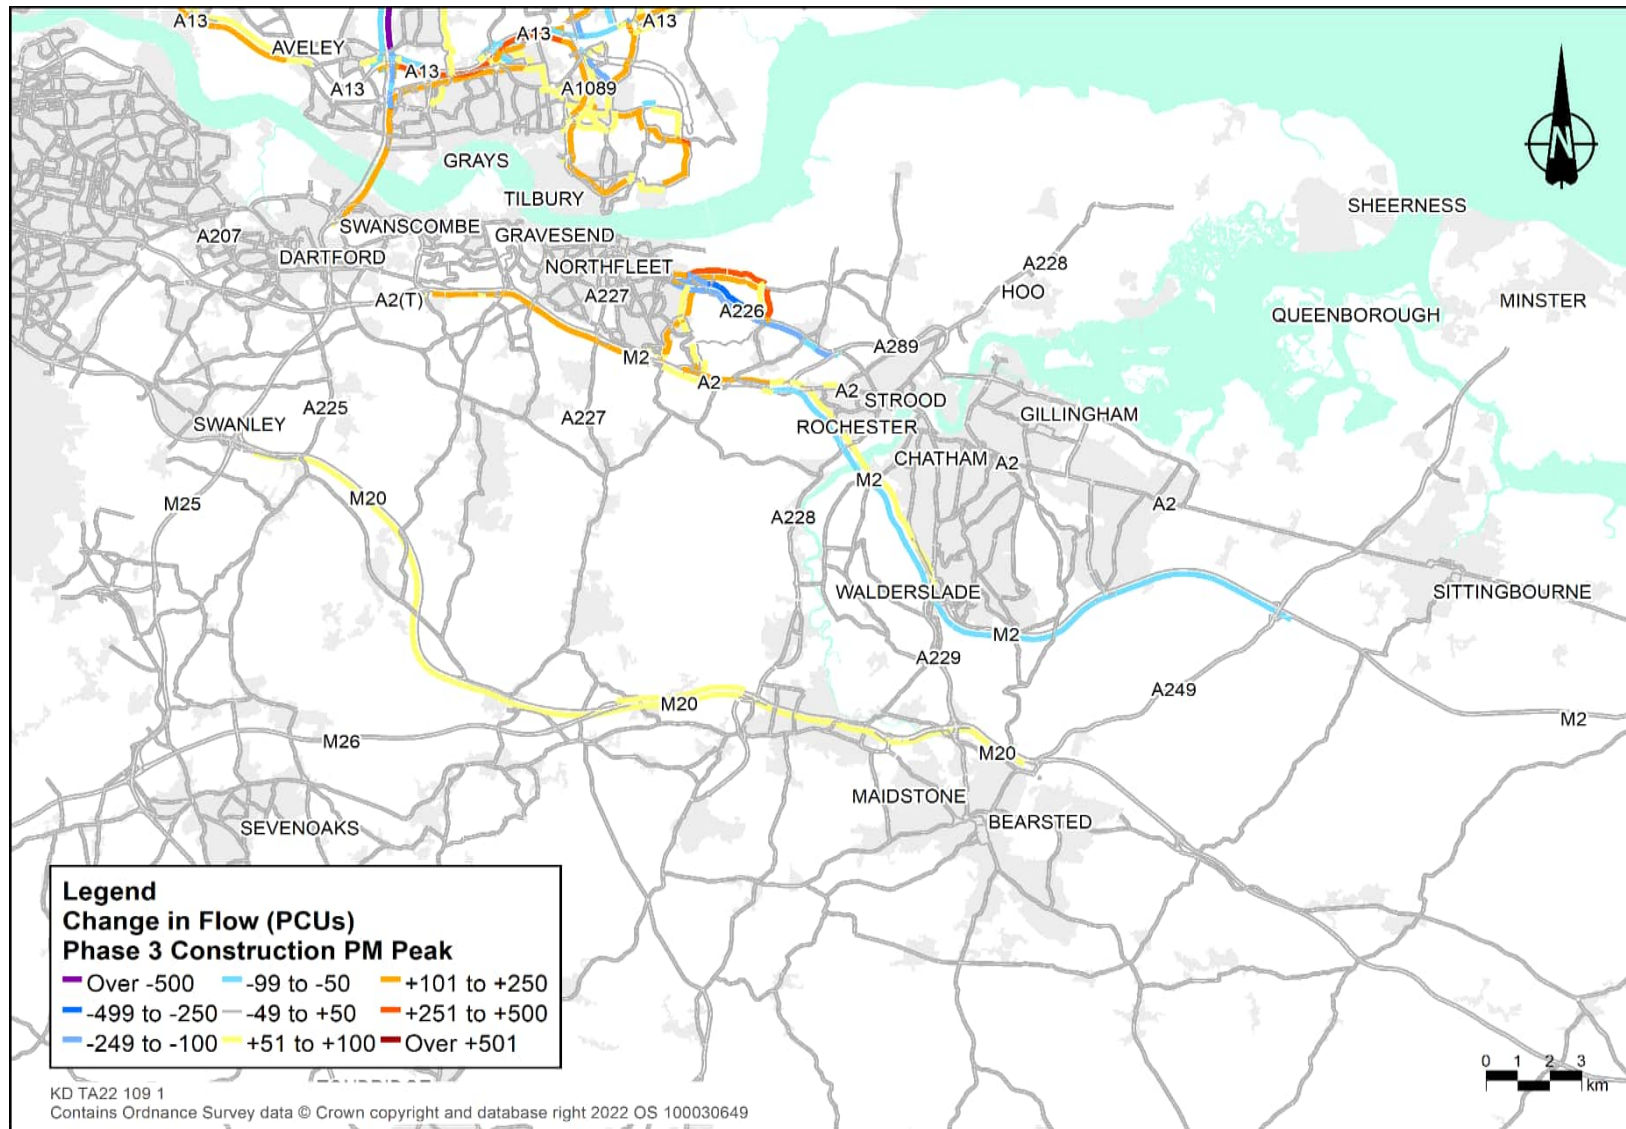 A13
A13
A13
AVELEY
A13
A13
A1089
GRAYS
TILBURY
SHEERNESS
SWANSCOMBE
A207
GRAVESEND
DARTFORD
NORTHFLEET
A228
HOO
A2(T)
A227
A226
QUEENBOROUGH
MINSTER
M2
A289
A2
A2
STROOD
A225
A227
SWANLEY
ROCHESTER
GILLINGHAM
CHATHAM
A2
M20
M2
M25
A228
A2
WALDERSLADE
SITTINGBOURNE
M2
A229
A249
M20
M2
M26
M20
MAIDSTONE
BEARSTED
SEVENOAKS
N
Legend
Change in Flow (PCUs)
Phase 3 Construction PM Peak
Over -500 -99 to -50 +101 to +250
-499 to -250 -49 to +50 +251 to +500
-249 to -100 +51 to +100 Over +501
0 1 2 3
km
KD TA22 109 1
Contains Ordnance Survey data © Crown copyright and database right 2022 OS 100030649